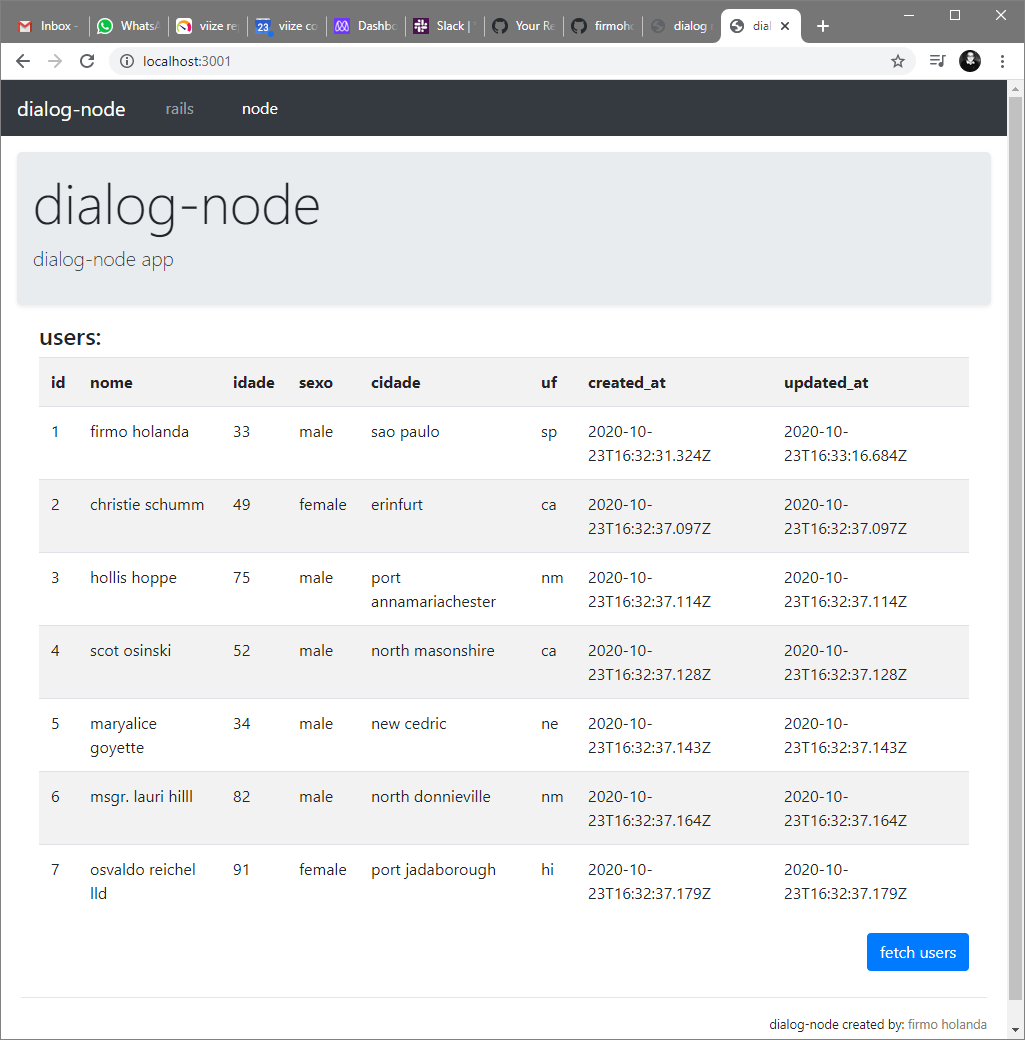 Inbox -
WhatsA
viize re
23
viize co
Dashbo
Slack |
Your Re
firmoh
dialog
dial
localhost:3001
dialog-node rails node
dialog-node
dialog-node app
users:
id nome idade sexo cidade uf created_at updated_at
1 firmo holanda 33 male sao paulo sp 2020-10- 2020-10-
23T16:32:31.324Z 23T16:33:16.684Z
2 christie schumm 49 female erinfurt ca 2020-10- 2020-10-
23T16:32:37.097Z 23T16:32:37.097Z
3 hollis hoppe 75 male port nm 2020-10- 2020-10-
annamariachester 23T16:32:37.114Z 23T16:32:37.114Z
4 scot osinski 52 male north masonshire ca 2020-10- 2020-10-
23T16:32:37.128Z 23T16:32:37.128Z
5 maryalice 34 male new cedric ne 2020-10- 2020-10-
goyette 23T16:32:37.143Z 23T16:32:37.143Z
6 msgr. lauri hilll 82 male north donnieville nm 2020-10- 2020-10-
23T16:32:37.164Z 23T16:32:37.164Z
7 osvaldo reichel 91 female port jadaborough hi 2020-10- 2020-10-
lld 23T16:32:37.179Z 23T16:32:37.179Z
fetch users
dialog-node created by: firmo holanda